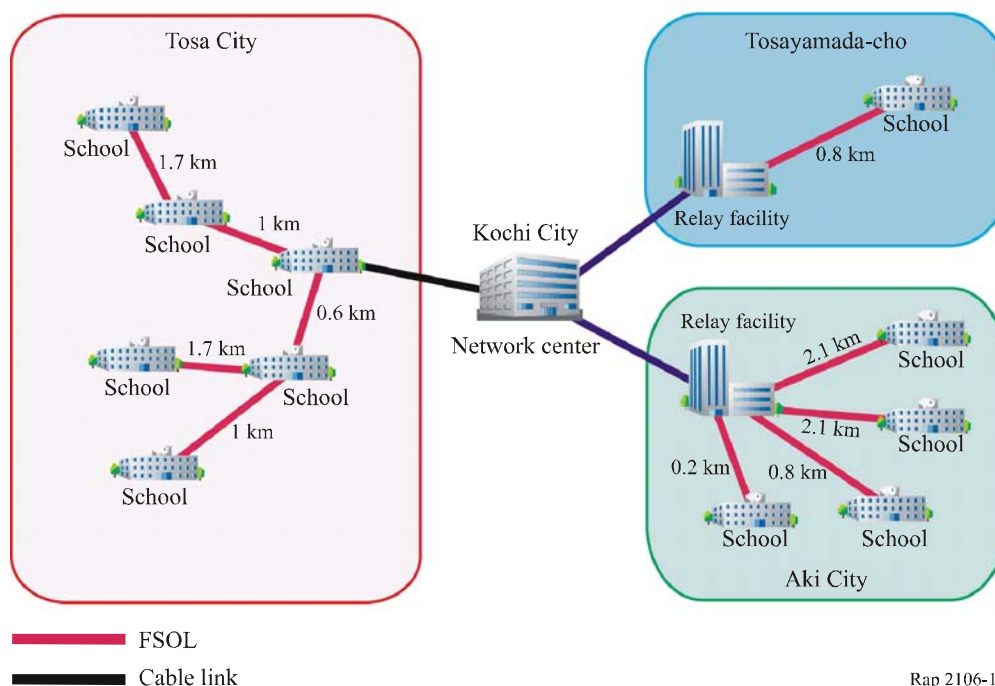 Tosa City
School
1.7 km
School
1 km
School
0.6 km
1.7 km
School
School
1 km
School
Kochi City
Network center
Tosayamada-cho
School
0.8 km
Relay facility
Relay facility
2.1 km
School
2.1 km
School
0.2 km
0.8 km
School
School
Aki City
FSOL
Cable link
Rap 2106-1